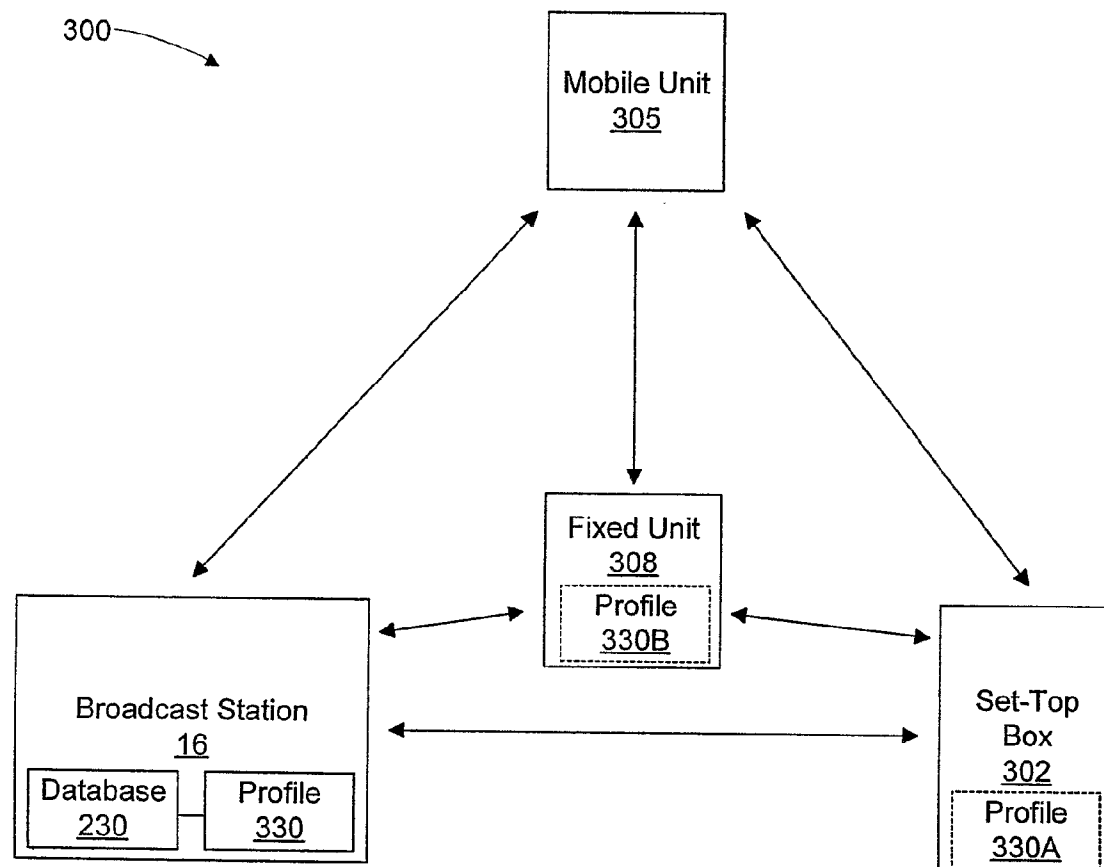 300
Mobile Unit
305
Fixed Unit
308
Profile
330B
Broadcast Station
16
Database
230
Profile
330
Set-Top
Box
302
Profile
330A